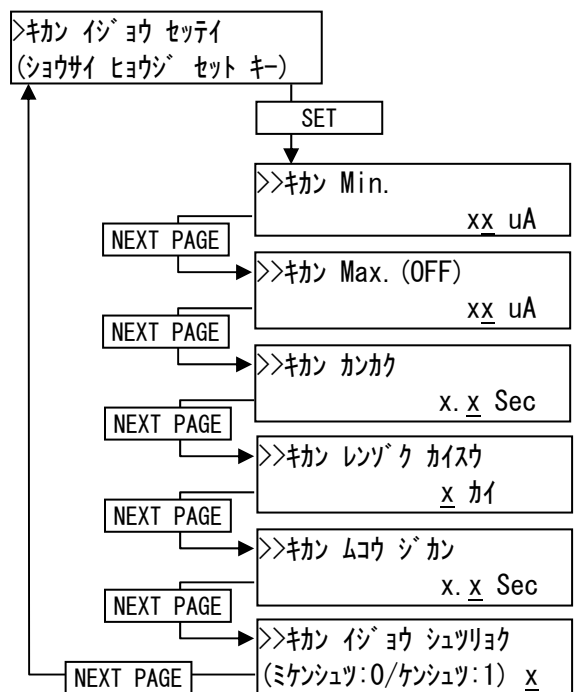 >ｷｶﾝ ｲｼﾞｮｳ ｾｯﾃｲ
(ｼｮｳｻｲ ﾋｮｳｼﾞ ｾｯﾄ ｷｰ)
SET
>>ｷｶﾝ Min.
xx uA
NEXT PAGE
>>ｷｶﾝ Max.(OFF)
xx uA
NEXT PAGE
>>ｷｶﾝ ｶﾝｶｸ
x.x Sec
NEXT PAGE
>>ｷｶﾝ ﾚﾝｿﾞｸ ｶｲｽｳ
x ｶｲ
NEXT PAGE
>>ｷｶﾝ ﾑｺｳ ｼﾞｶﾝ
x.x Sec
NEXT PAGE
>>ｷｶﾝ ｲｼﾞｮｳ ｼｭﾂﾘｮｸ
(ﾐｹﾝｼｭﾂ:0/ｹﾝｼｭﾂ:1) x
NEXT PAGE